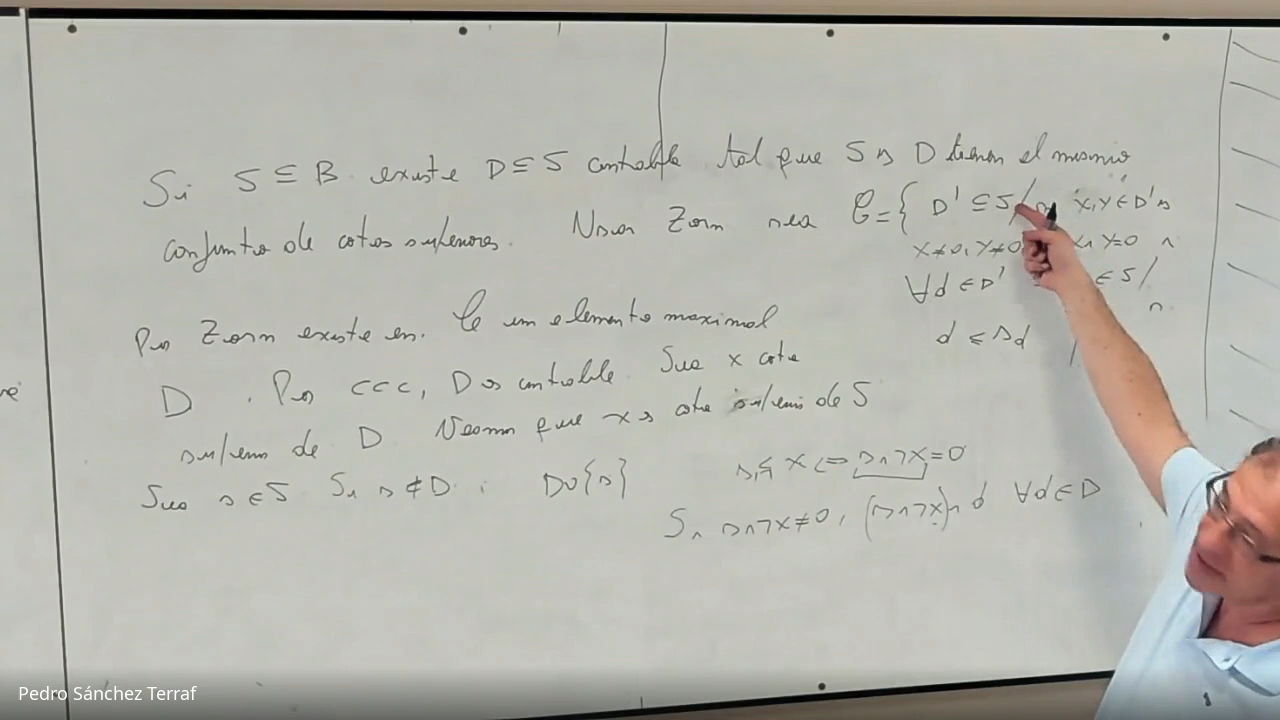 Si S ⊆ B existe D ⊆ S contable tal que S y D tienen el mismo
conjunto de cotas superiores. Usar Zorn sea C = { D' ⊆ S / x, y ∈ D' y
x ≠ 0, y ≠ 0 x ∧ y = 0 ∧
∀d ∈ D' ∈ S /
d ≤ s_d
Por Zorn existe en C un elemento maximal
D. Por ccc, D es contable. Sea x cota
superior de D. Veamos que x es cota superior de S
Sea s ∈ S. Si s ∉ D, D∪{s}
s ≤ x ⇔ s ∧ ¬x = 0
Si s ∧ ¬x ≠ 0, (s ∧ ¬x) ∧ d ∀d ∈ D
Pedro Sánchez Terraf